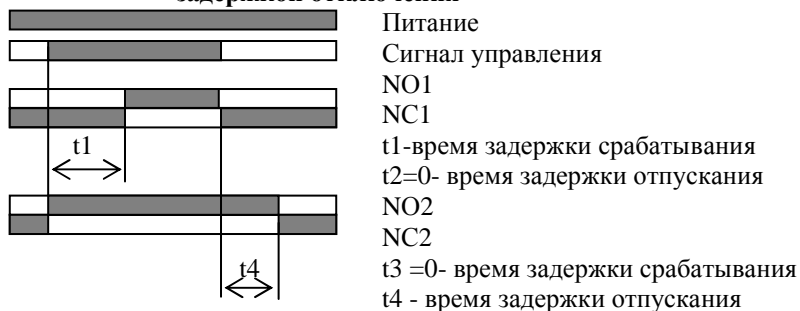 задержкой отключения
Питание
Сигнал управления
NO1
NC1
t1
t1-время задержки срабатывания
t2=0- время задержки отпускания
NO2
NC2
t4
t3 =0- время задержки срабатывания
t4 - время задержки отпускания